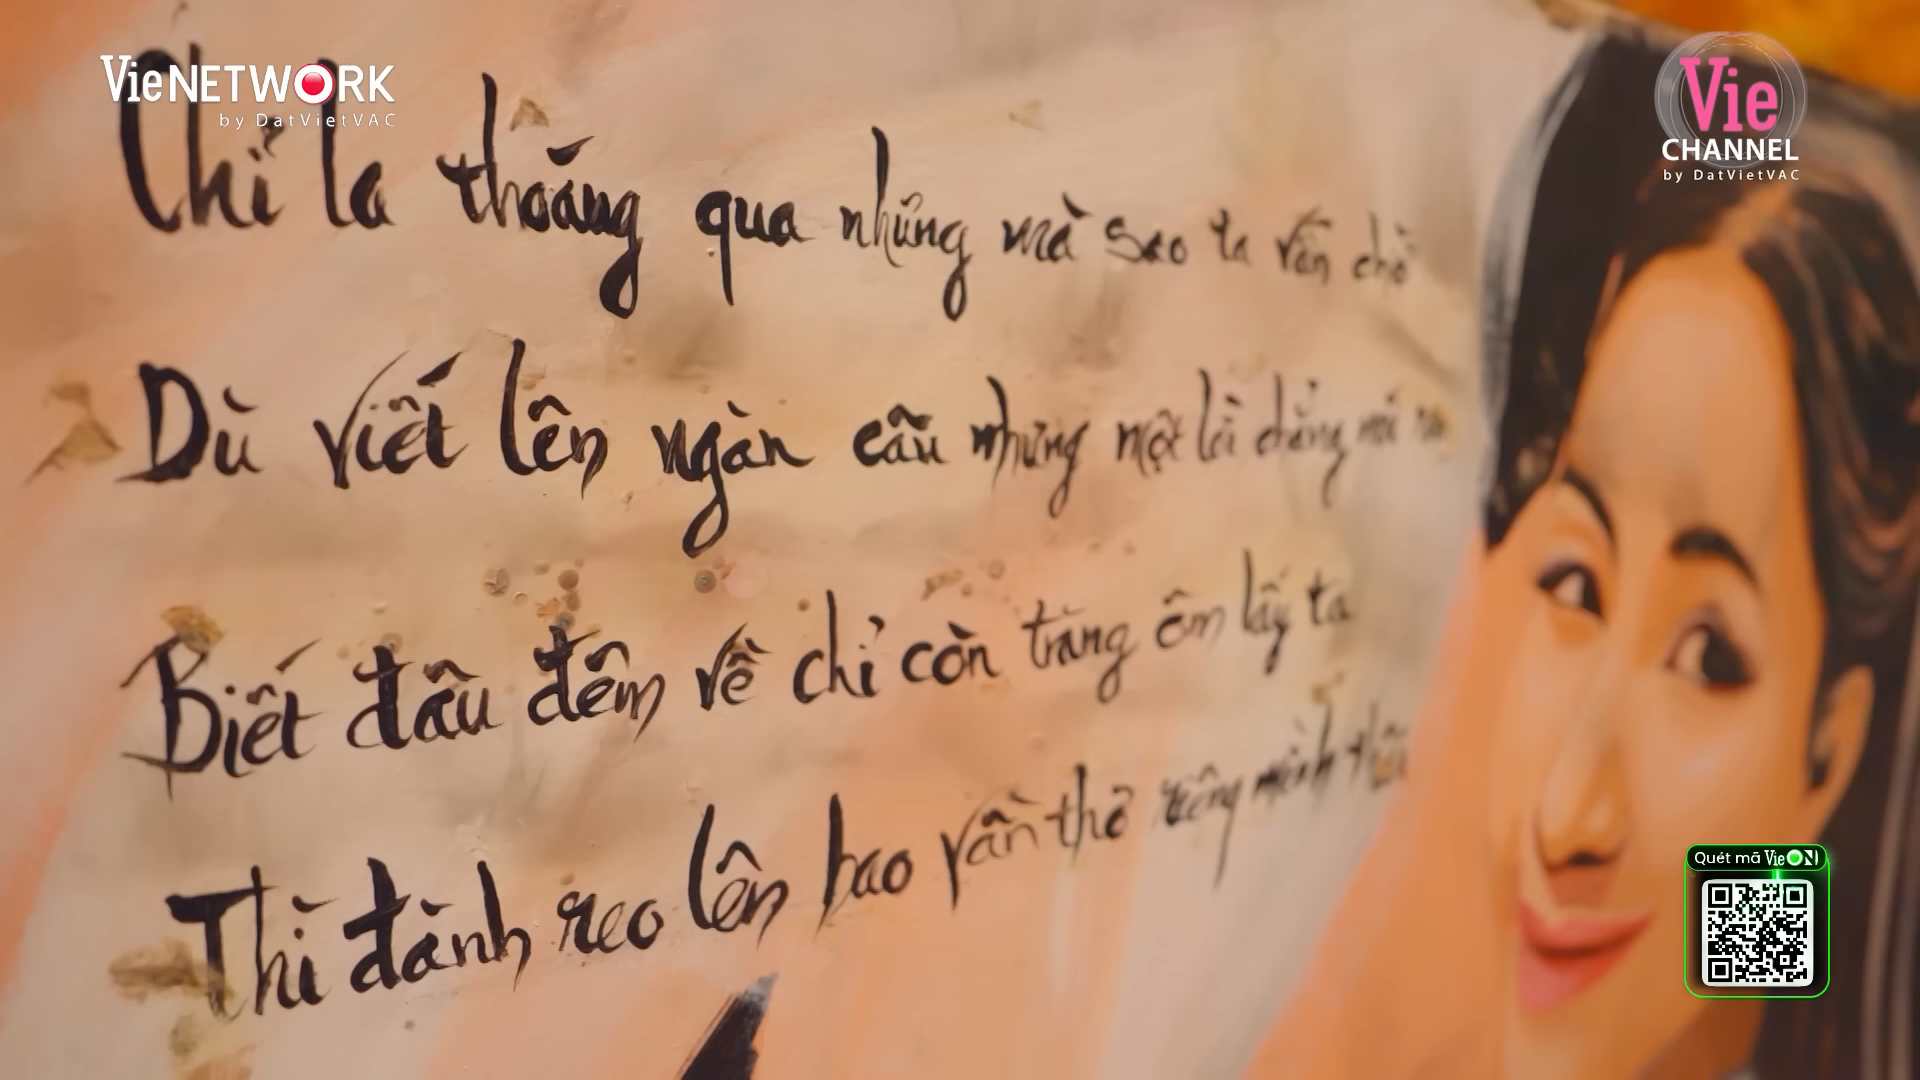 VieNETWORK
by DatVietVAC
Vie
CHANNEL
by DatVietVAC
Chỉ là thoáng qua nhưng mà sao ta vẫn chờ
Dù viết lên ngàn câu nhưng một lời chẳng
Biết đâu đêm về chỉ còn trăng ôm lấy ta
Thì đành reo lên bao vần thơ riêng mình
Quét mã VieON